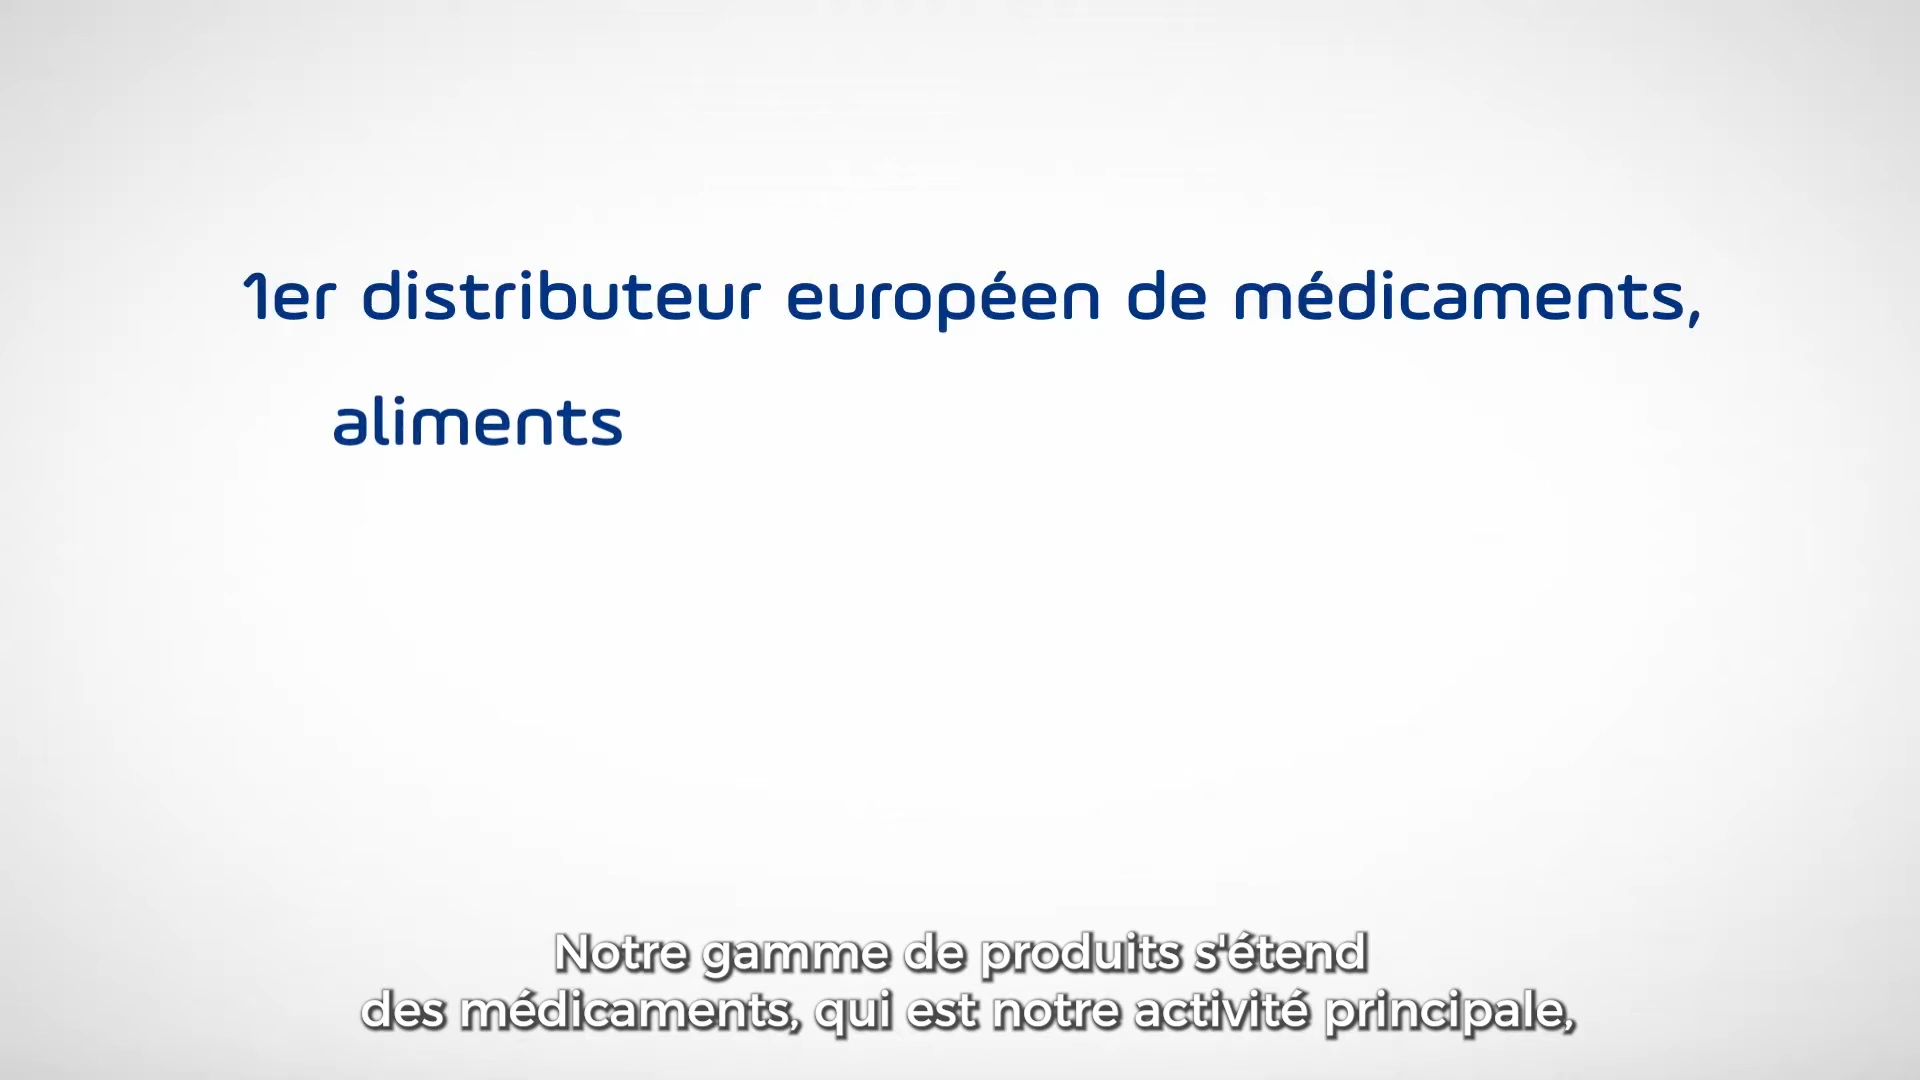 1er distributeur européen de médicaments,
aliments
Notre gamme de produits s'étend
des médicaments, qui est notre activité principale,